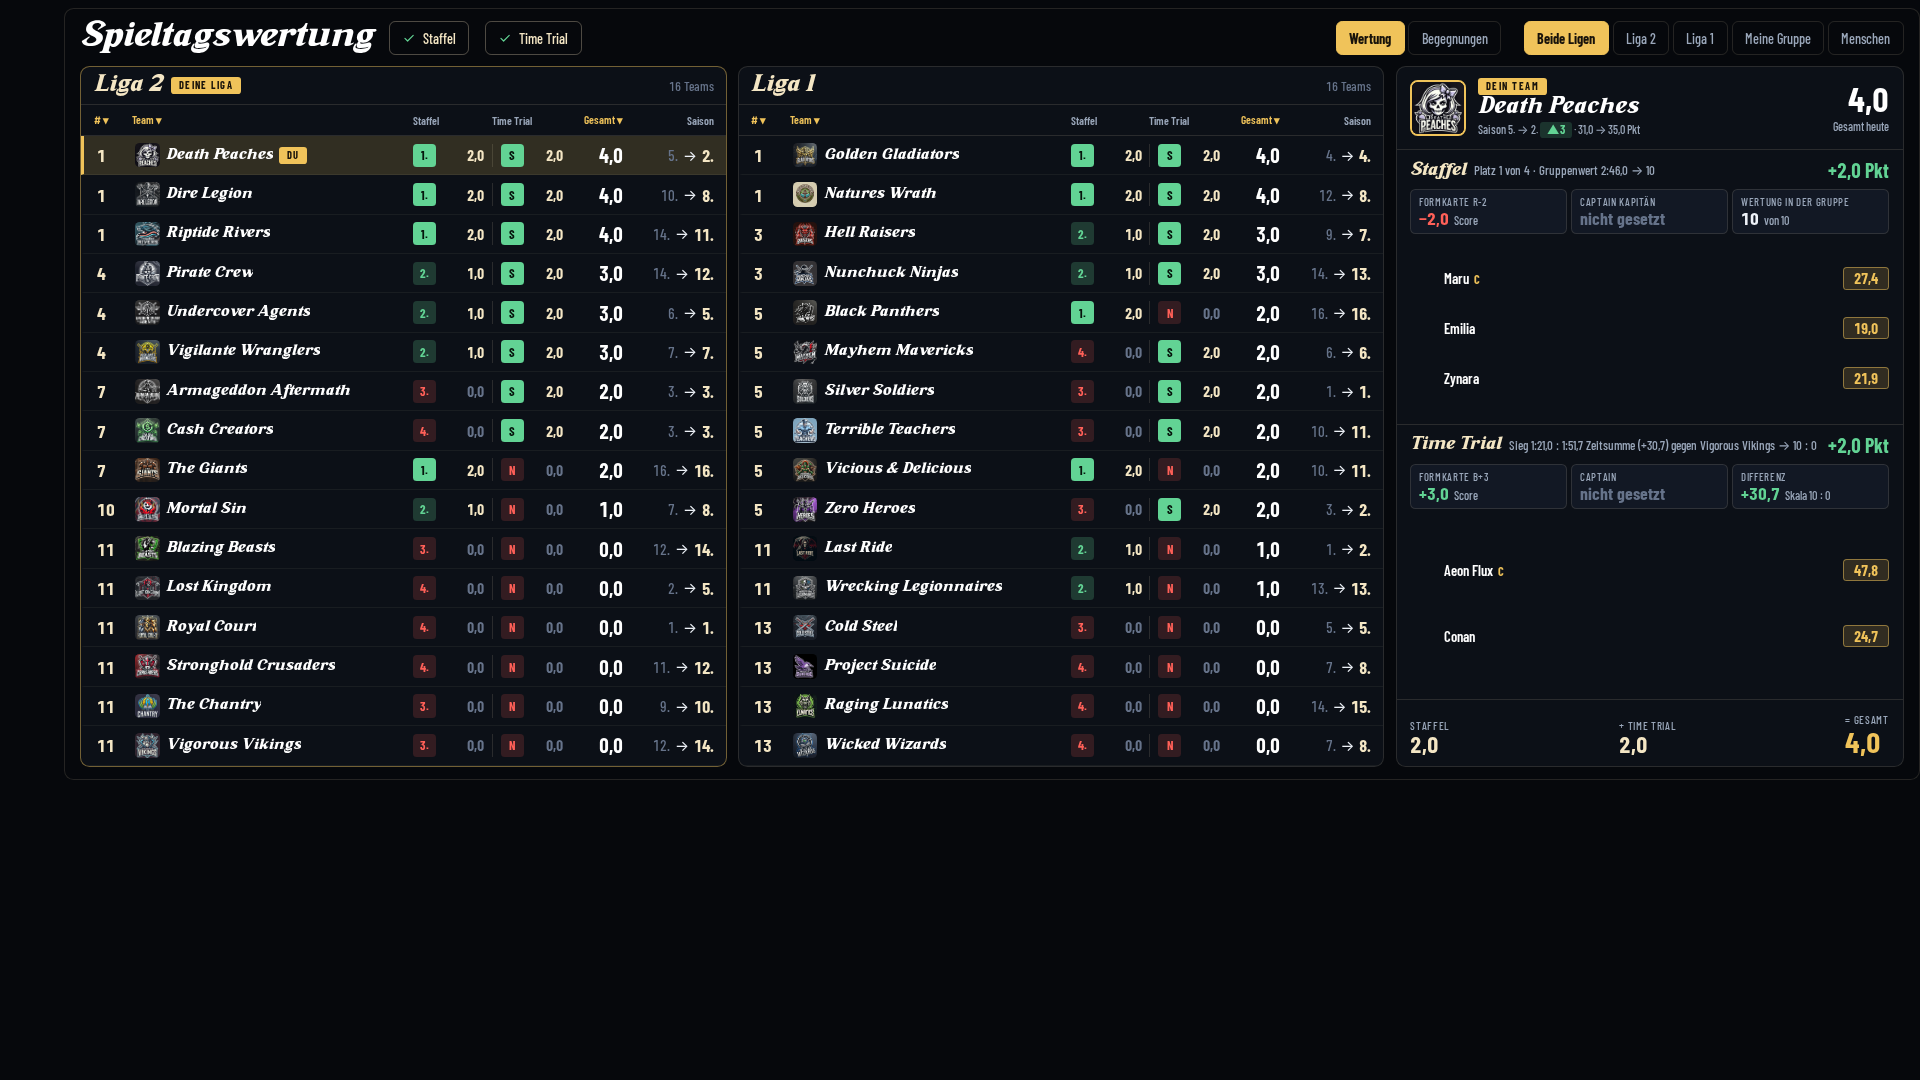 Spieltagswertung ✓ Staffel ✓ Time Trial Wertung Begegnungen Beide Ligen Liga 2 Liga 1 Meine Gruppe Menschen
Liga 2 DEINE LIGA 16 Teams
# ▼ Team ▼ Staffel Time Trial Gesamt ▼ Saison
1 Death Peaches DU 1. 2,0 S 2,0 4,0 5. → 2.
1 Dire Legion 1. 2,0 S 2,0 4,0 10. → 8.
1 Riptide Rivers 1. 2,0 S 2,0 4,0 14. → 11.
4 Pirate Crew 2. 1,0 S 2,0 3,0 14. → 12.
4 Undercover Agents 2. 1,0 S 2,0 3,0 6. → 5.
4 Vigilante Wranglers 2. 1,0 S 2,0 3,0 7. → 7.
7 Armageddon Aftermath 3. 0,0 S 2,0 2,0 3. → 3.
7 Cash Creators 4. 0,0 S 2,0 2,0 3. → 3.
7 The Giants 1. 2,0 N 0,0 2,0 16. → 16.
10 Mortal Sin 2. 1,0 N 0,0 1,0 7. → 8.
11 Blazing Beasts 3. 0,0 N 0,0 0,0 12. → 14.
11 Lost Kingdom 4. 0,0 N 0,0 0,0 2. → 5.
11 Royal Court 4. 0,0 N 0,0 0,0 1. → 1.
11 Stronghold Crusaders 4. 0,0 N 0,0 0,0 11. → 12.
11 The Chantry 3. 0,0 N 0,0 0,0 9. → 10.
11 Vigorous Vikings 3. 0,0 N 0,0 0,0 12. → 14.
Liga 1 16 Teams
# ▼ Team ▼ Staffel Time Trial Gesamt ▼ Saison
1 Golden Gladiators 1. 2,0 S 2,0 4,0 4. → 4.
1 Natures Wrath 1. 2,0 S 2,0 4,0 12. → 8.
3 Hell Raisers 2. 1,0 S 2,0 3,0 9. → 7.
3 Nunchuck Ninjas 2. 1,0 S 2,0 3,0 14. → 13.
5 Black Panthers 1. 2,0 N 0,0 2,0 16. → 16.
5 Mayhem Mavericks 4. 0,0 S 2,0 2,0 6. → 6.
5 Silver Soldiers 3. 0,0 S 2,0 2,0 1. → 1.
5 Terrible Teachers 3. 0,0 S 2,0 2,0 10. → 11.
5 Vicious & Delicious 1. 2,0 N 0,0 2,0 10. → 11.
5 Zero Heroes 3. 0,0 S 2,0 2,0 3. → 2.
11 Last Ride 2. 1,0 N 0,0 1,0 1. → 2.
11 Wrecking Legionnaires 2. 1,0 N 0,0 1,0 13. → 13.
13 Cold Steel 3. 0,0 N 0,0 0,0 5. → 5.
13 Project Suicide 4. 0,0 N 0,0 0,0 7. → 8.
13 Raging Lunatics 4. 0,0 N 0,0 0,0 14. → 15.
13 Wicked Wizards 4. 0,0 N 0,0 0,0 7. → 8.
PEACHES
DEIN TEAM
Death Peaches
Saison 5. → 2. ▲3 · 31,0 → 35,0 Pkt
4,0
Gesamt heute
Staffel Platz 1 von 4 · Gruppenwert 2:46,0 → 10 +2,0 Pkt
FORMKARTE R-2
−2,0 Score
CAPTAIN KAPITÄN
nicht gesetzt
WERTUNG IN DER GRUPPE
10 von 10
Maru C 27,4
Emilia 19,0
Zynara 21,9
Time Trial Sieg 1:21,0 : 1:51,7 Zeitsumme (+30,7) gegen Vigorous Vikings → 10 : 0 +2,0 Pkt
FORMKARTE B+3
+3,0 Score
CAPTAIN
nicht gesetzt
DIFFERENZ
+30,7 Skala 10 : 0
Aeon Flux C 47,8
Conan 24,7
STAFFEL
2,0
+ TIME TRIAL
2,0
= GESAMT
4,0